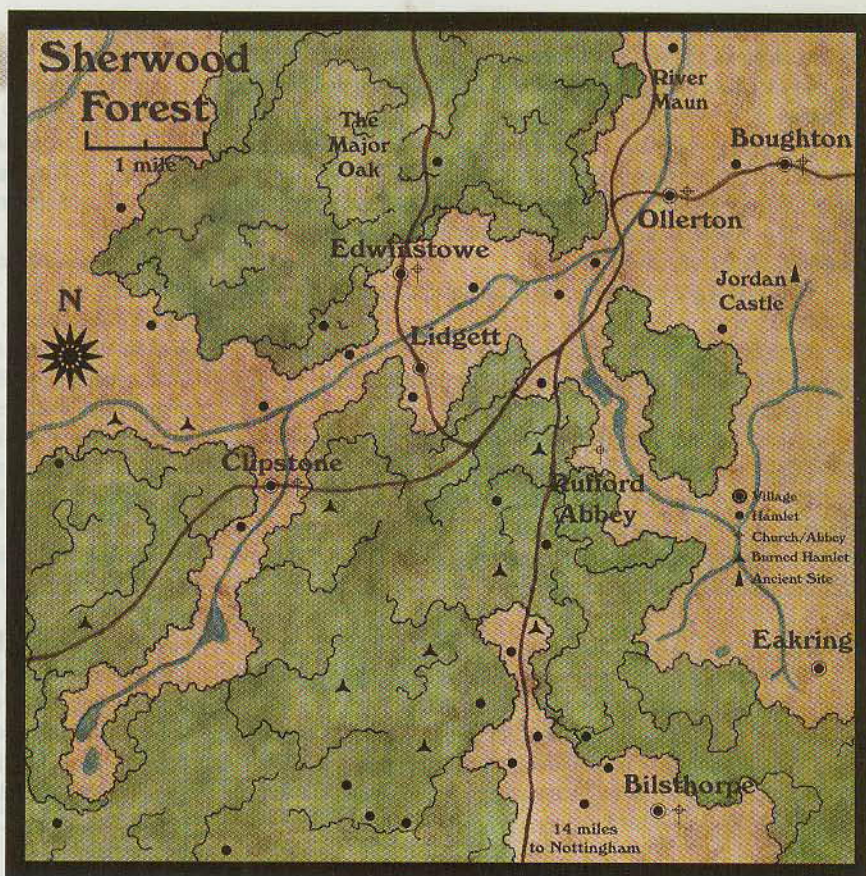 Sherwood
Forest
1 mile
The
Major
Oak
River
Maun
Boughton
Ollerton
Edwinstowe
Jordan
Castle
N
Lidgett
Clipstone
Rufford
Abbey
Village
Hamlet
Church/Abbey
Burned Hamlet
Ancient Site
Eakring
Bilsthorpe
14 miles
to Nottingham